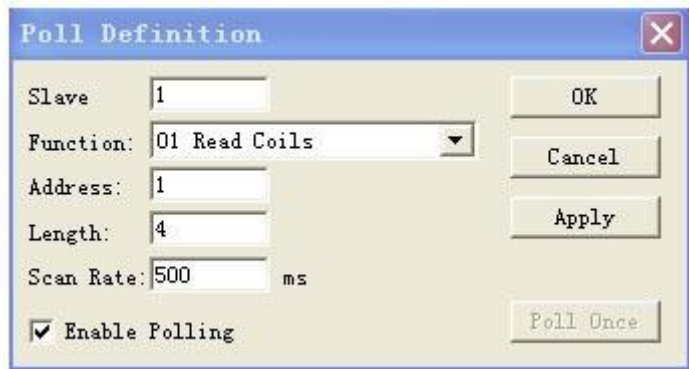 Poll Definition
Slave 1
OK
Function: 01 Read Coils
Cancel
Address: 1
Apply
Length: 4
Scan Rate: 500 ms
Poll Once
Enable Polling